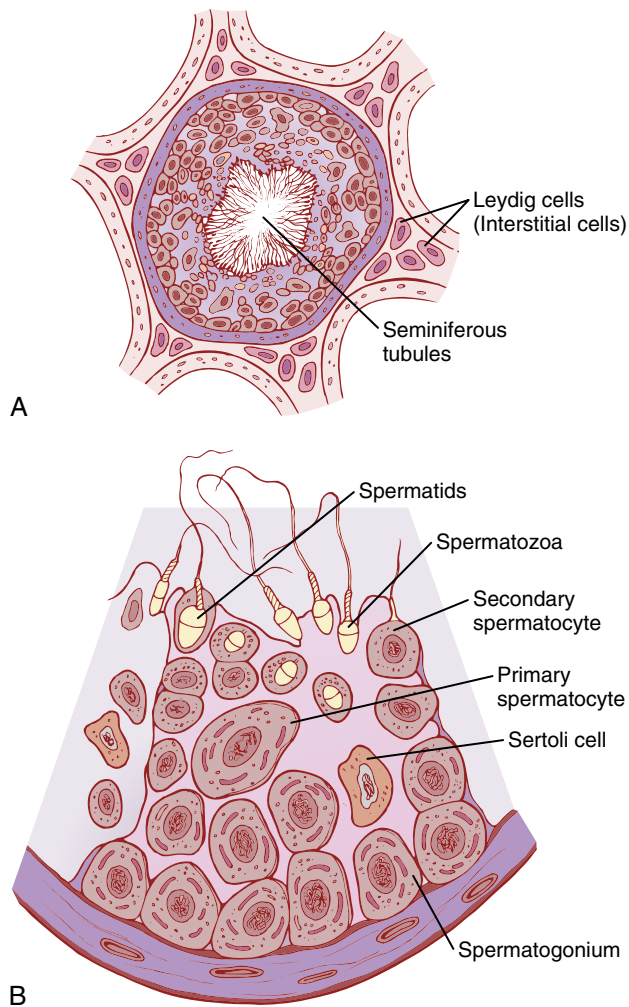 Leydig cells
(Interstitial cells)
Seminiferous
tubules
A
Spermatids
Spermatozoa
Secondary
spermatocyte
Primary
spermatocyte
Sertoli cell
Spermatogonium
B